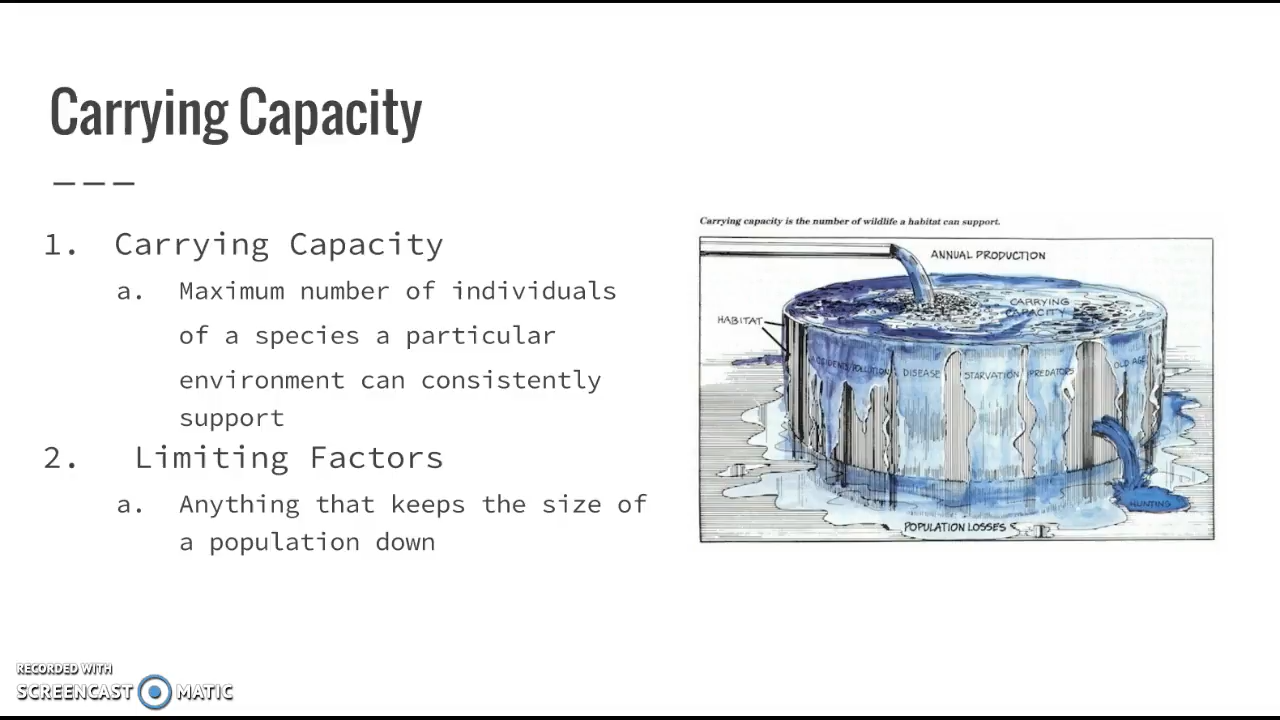 Carrying Capacity
1. Carrying Capacity
a. Maximum number of individuals
of a species a particular
environment can consistently
support
2. Limiting Factors
a. Anything that keeps the size of
a population down
Carrying capacity is the number of wildlife a habitat can support.
ANNUAL PRODUCTION
CARRYING
CAPACITY
HABITAT
POLLUTION DISEASE STARVATION PREDATORS OLD AGE
HUNTING
POPULATION LOSSES
RECORDED WITH
SCREENCAST MATIC